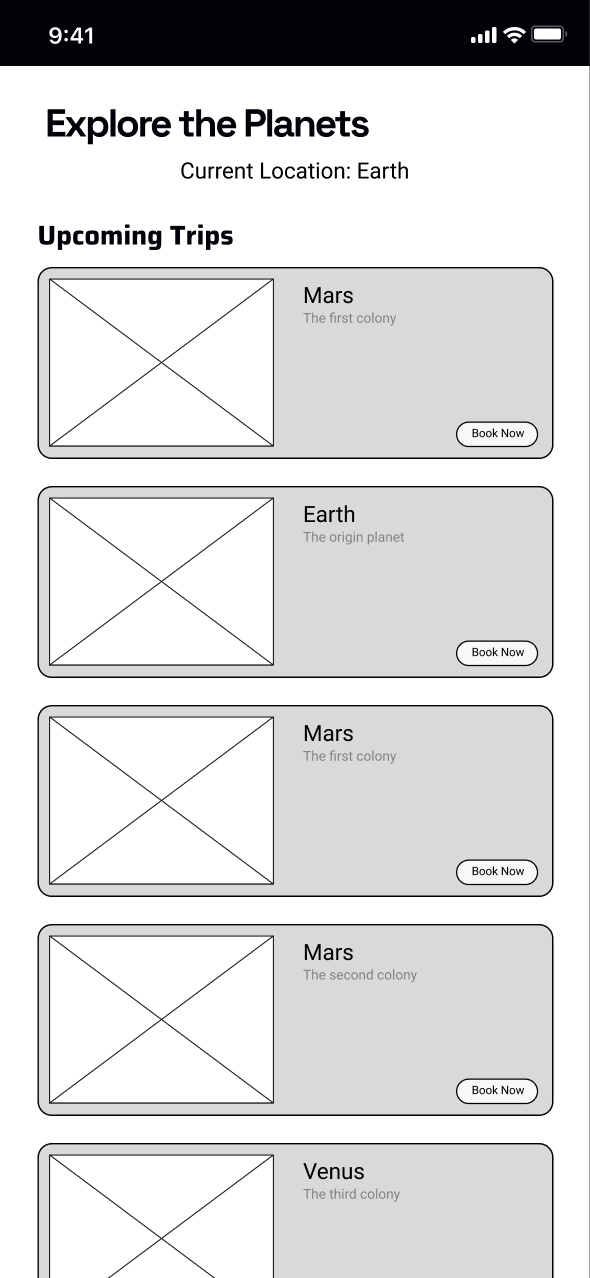 9:41
Explore the Planets
Current Location: Earth
Upcoming Trips
Mars
The first colony
Book Now
Earth
The origin planet
Book Now
Mars
The first colony
Book Now
Mars
The second colony
Book Now
Venus
The third colony